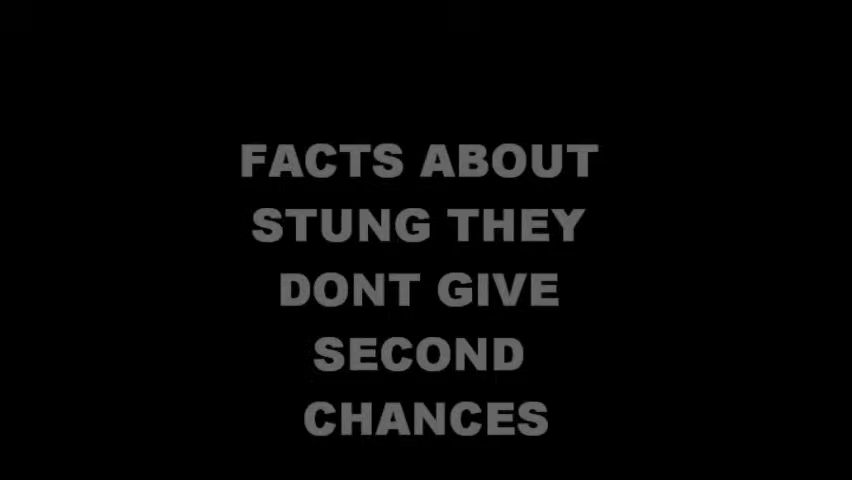 FACTS ABOUT
STUNG THEY
DONT GIVE
SECOND
CHANCES